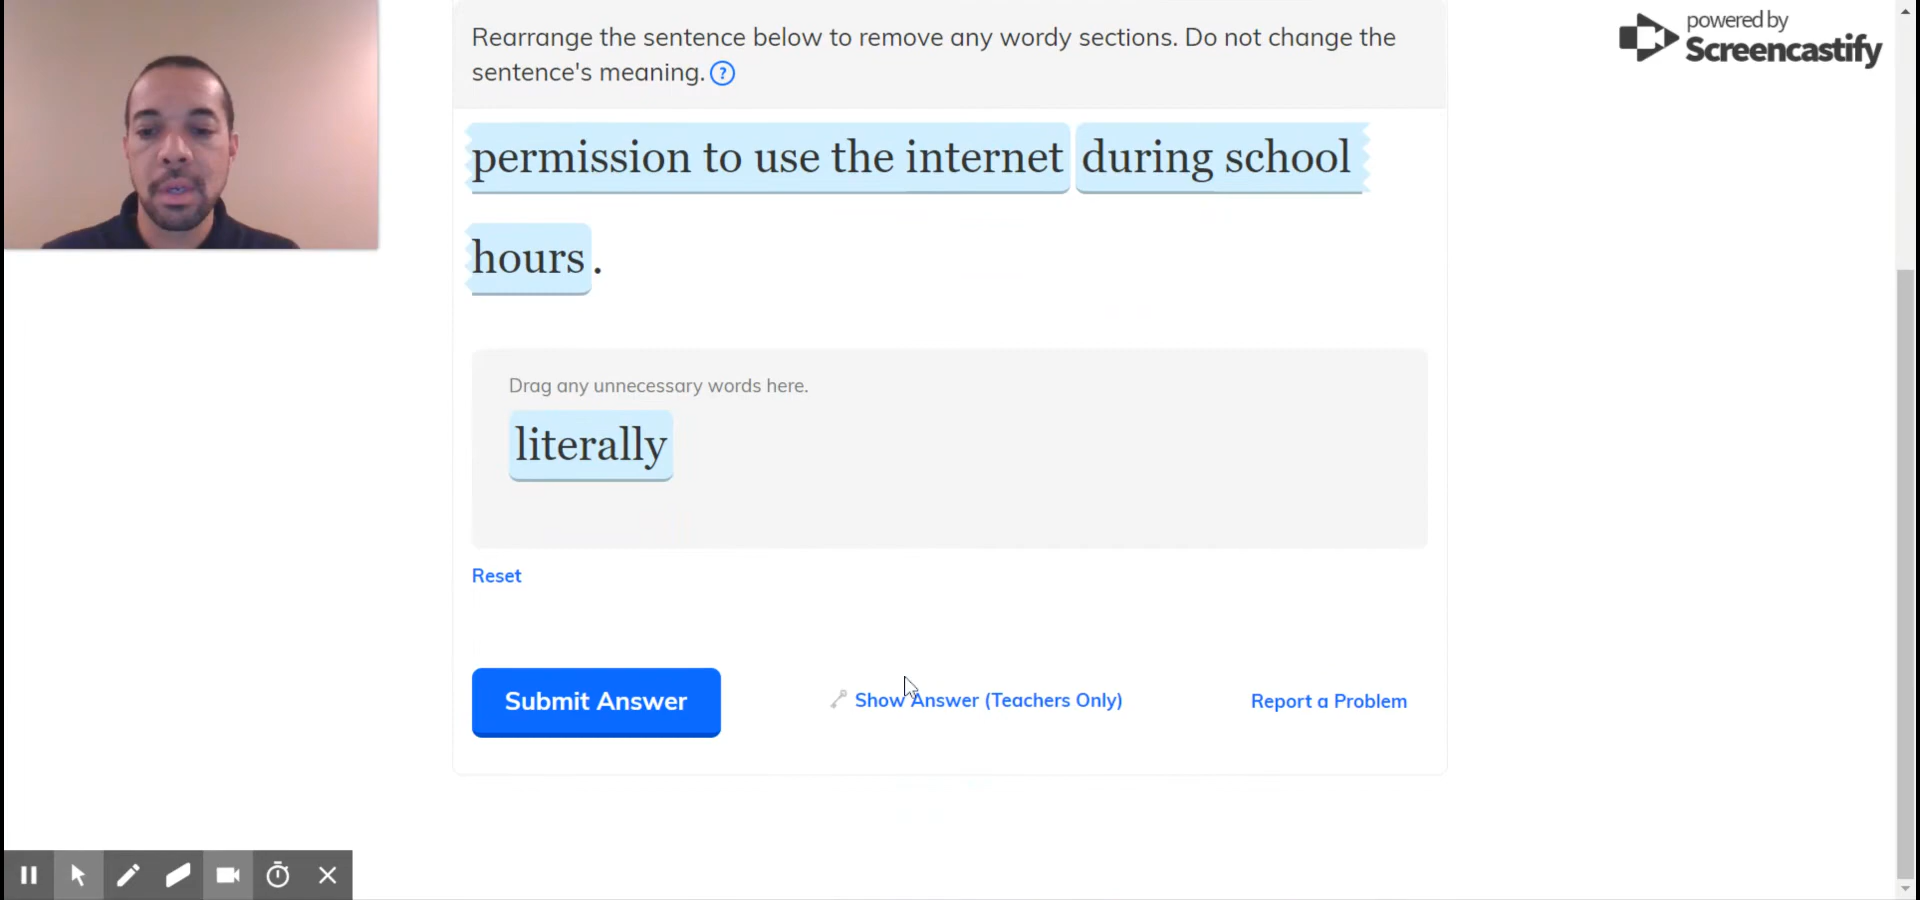 powered by
Screencastify
Rearrange the sentence below to remove any wordy sections. Do not change the
sentence's meaning. ?
permission to use the internet during school
hours.
Drag any unnecessary words here.
literally
Reset
Submit Answer Show Answer (Teachers Only) Report a Problem